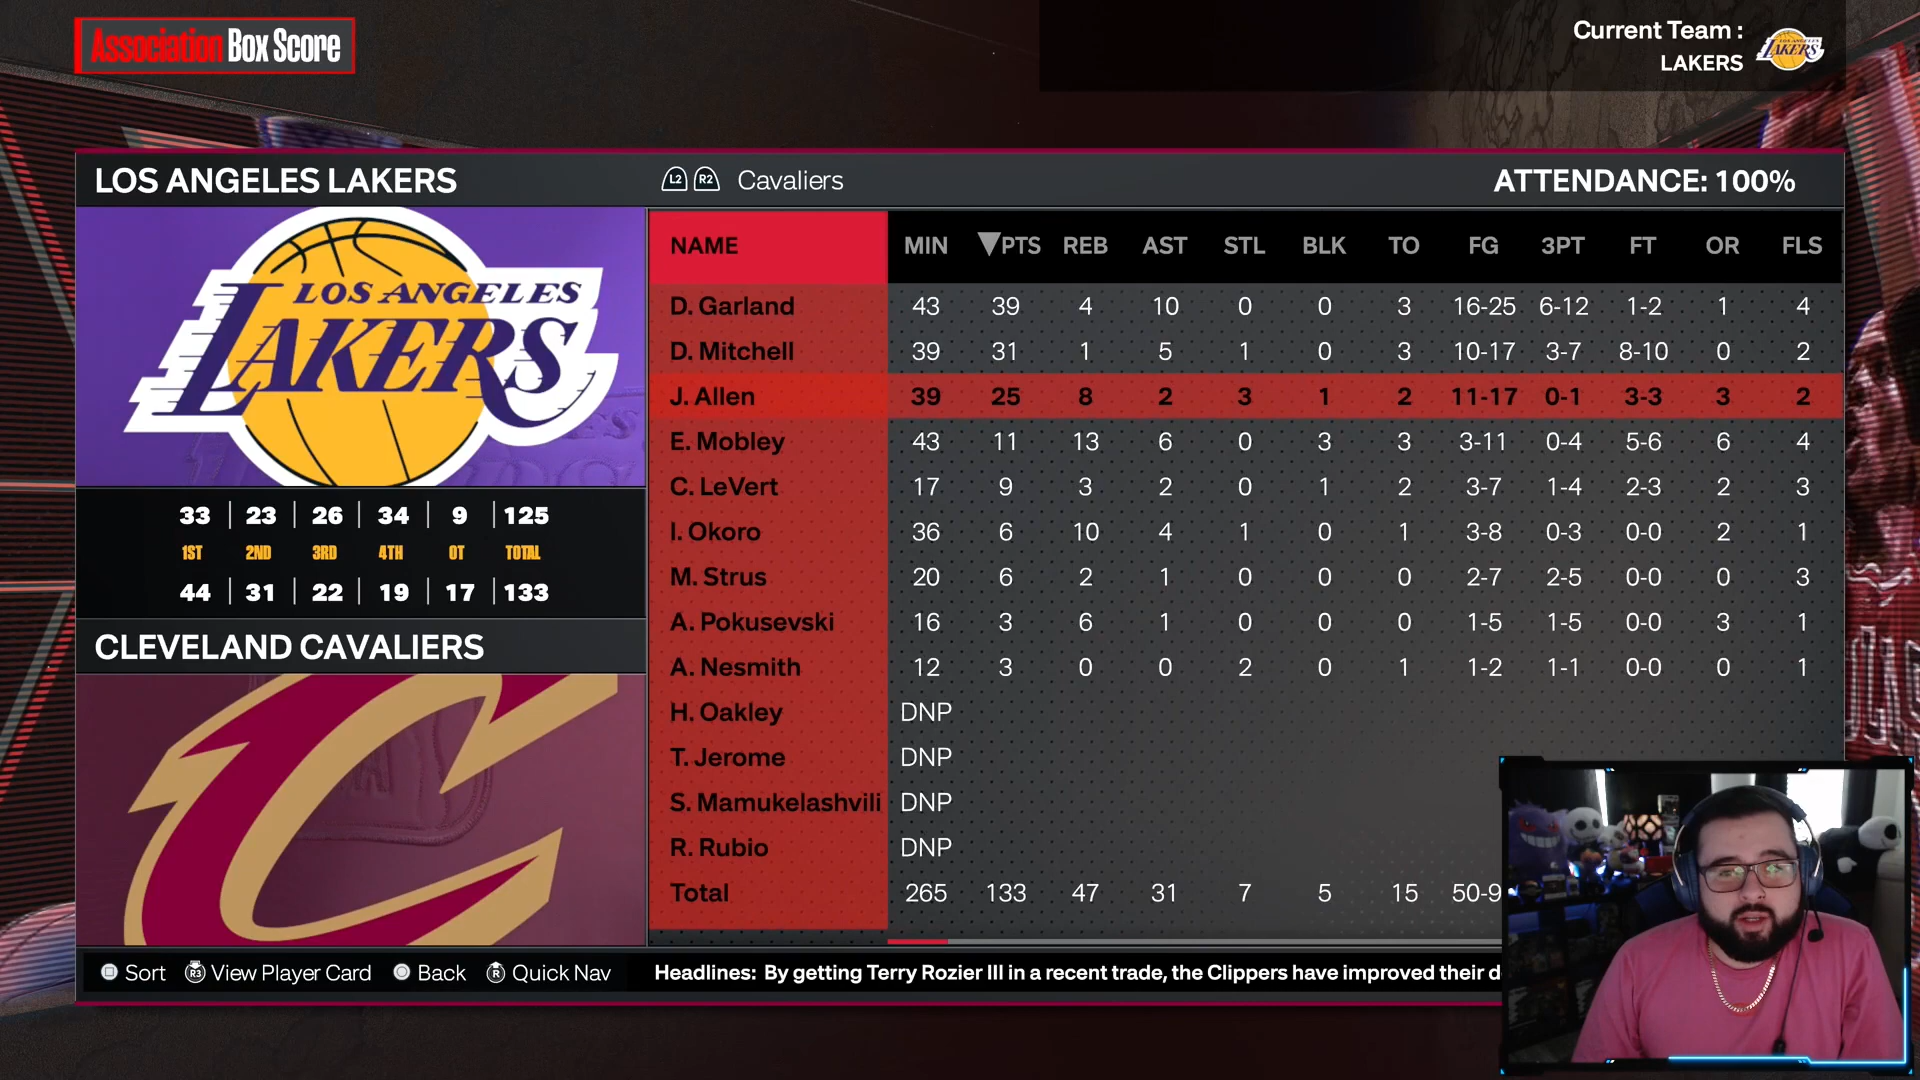 Association Box Score
Current Team :
LAKERS
LOS ANGELES LAKERS
L2 R2 Cavaliers
ATTENDANCE: 100%
LOS ANGELES
LAKERS
33 | 23 | 26 | 34 | 9 | 125
1ST 2ND 3RD 4TH OT TOTAL
44 | 31 | 22 | 19 | 17 | 133
CLEVELAND CAVALIERS
NAME MIN PTS REB AST STL BLK TO FG 3PT FT OR FLS
D. Garland 43 39 4 10 0 0 3 16-25 6-12 1-2 1 4
D. Mitchell 39 31 1 5 1 0 3 10-17 3-7 8-10 0 2
J. Allen 39 25 8 2 3 1 2 11-17 0-1 3-3 3 2
E. Mobley 43 11 13 6 0 3 3 3-11 0-4 5-6 6 4
C. LeVert 17 9 3 2 0 1 2 3-7 1-4 2-3 2 3
I. Okoro 36 6 10 4 1 0 1 3-8 0-3 0-0 2 1
M. Strus 20 6 2 1 0 0 0 2-7 2-5 0-0 0 3
A. Pokusevski 16 3 6 1 0 0 0 1-5 1-5 0-0 3 1
A. Nesmith 12 3 0 0 2 0 1 1-2 1-1 0-0 0 1
H. Oakley DNP
T. Jerome DNP
S. Mamukelashvili DNP
R. Rubio DNP
Total 265 133 47 31 7 5 15 50-9
Sort R3 View Player Card Back R Quick Nav
Headlines: By getting Terry Rozier III in a recent trade, the Clippers have improved their d